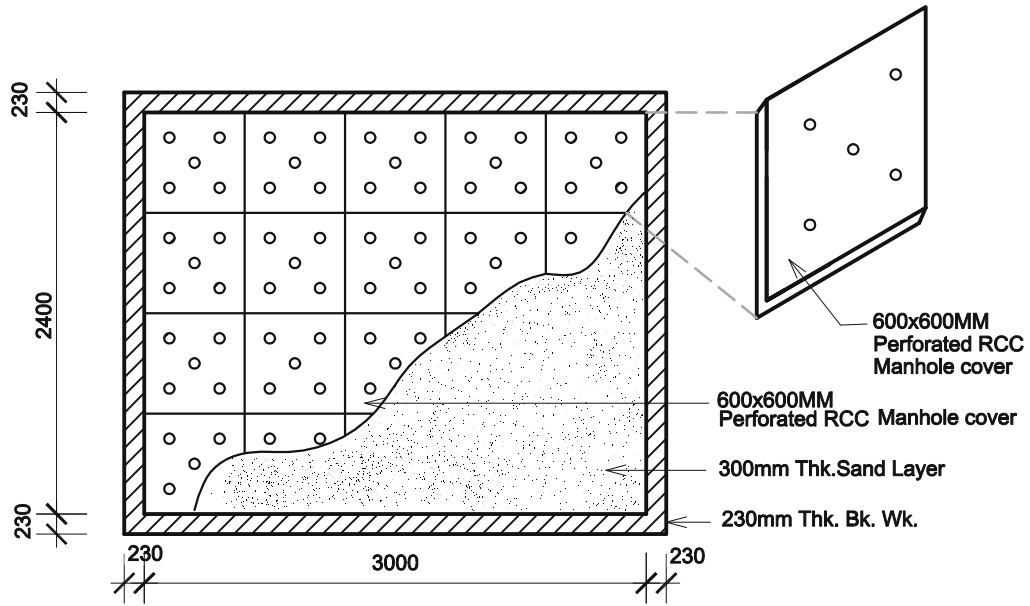 230
2400
230
600x600MM
Perforated RCC
Manhole cover
600x600MM
Perforated RCC Manhole cover
300mm Thk.Sand Layer
230mm Thk. Bk. Wk.
230
3000
230